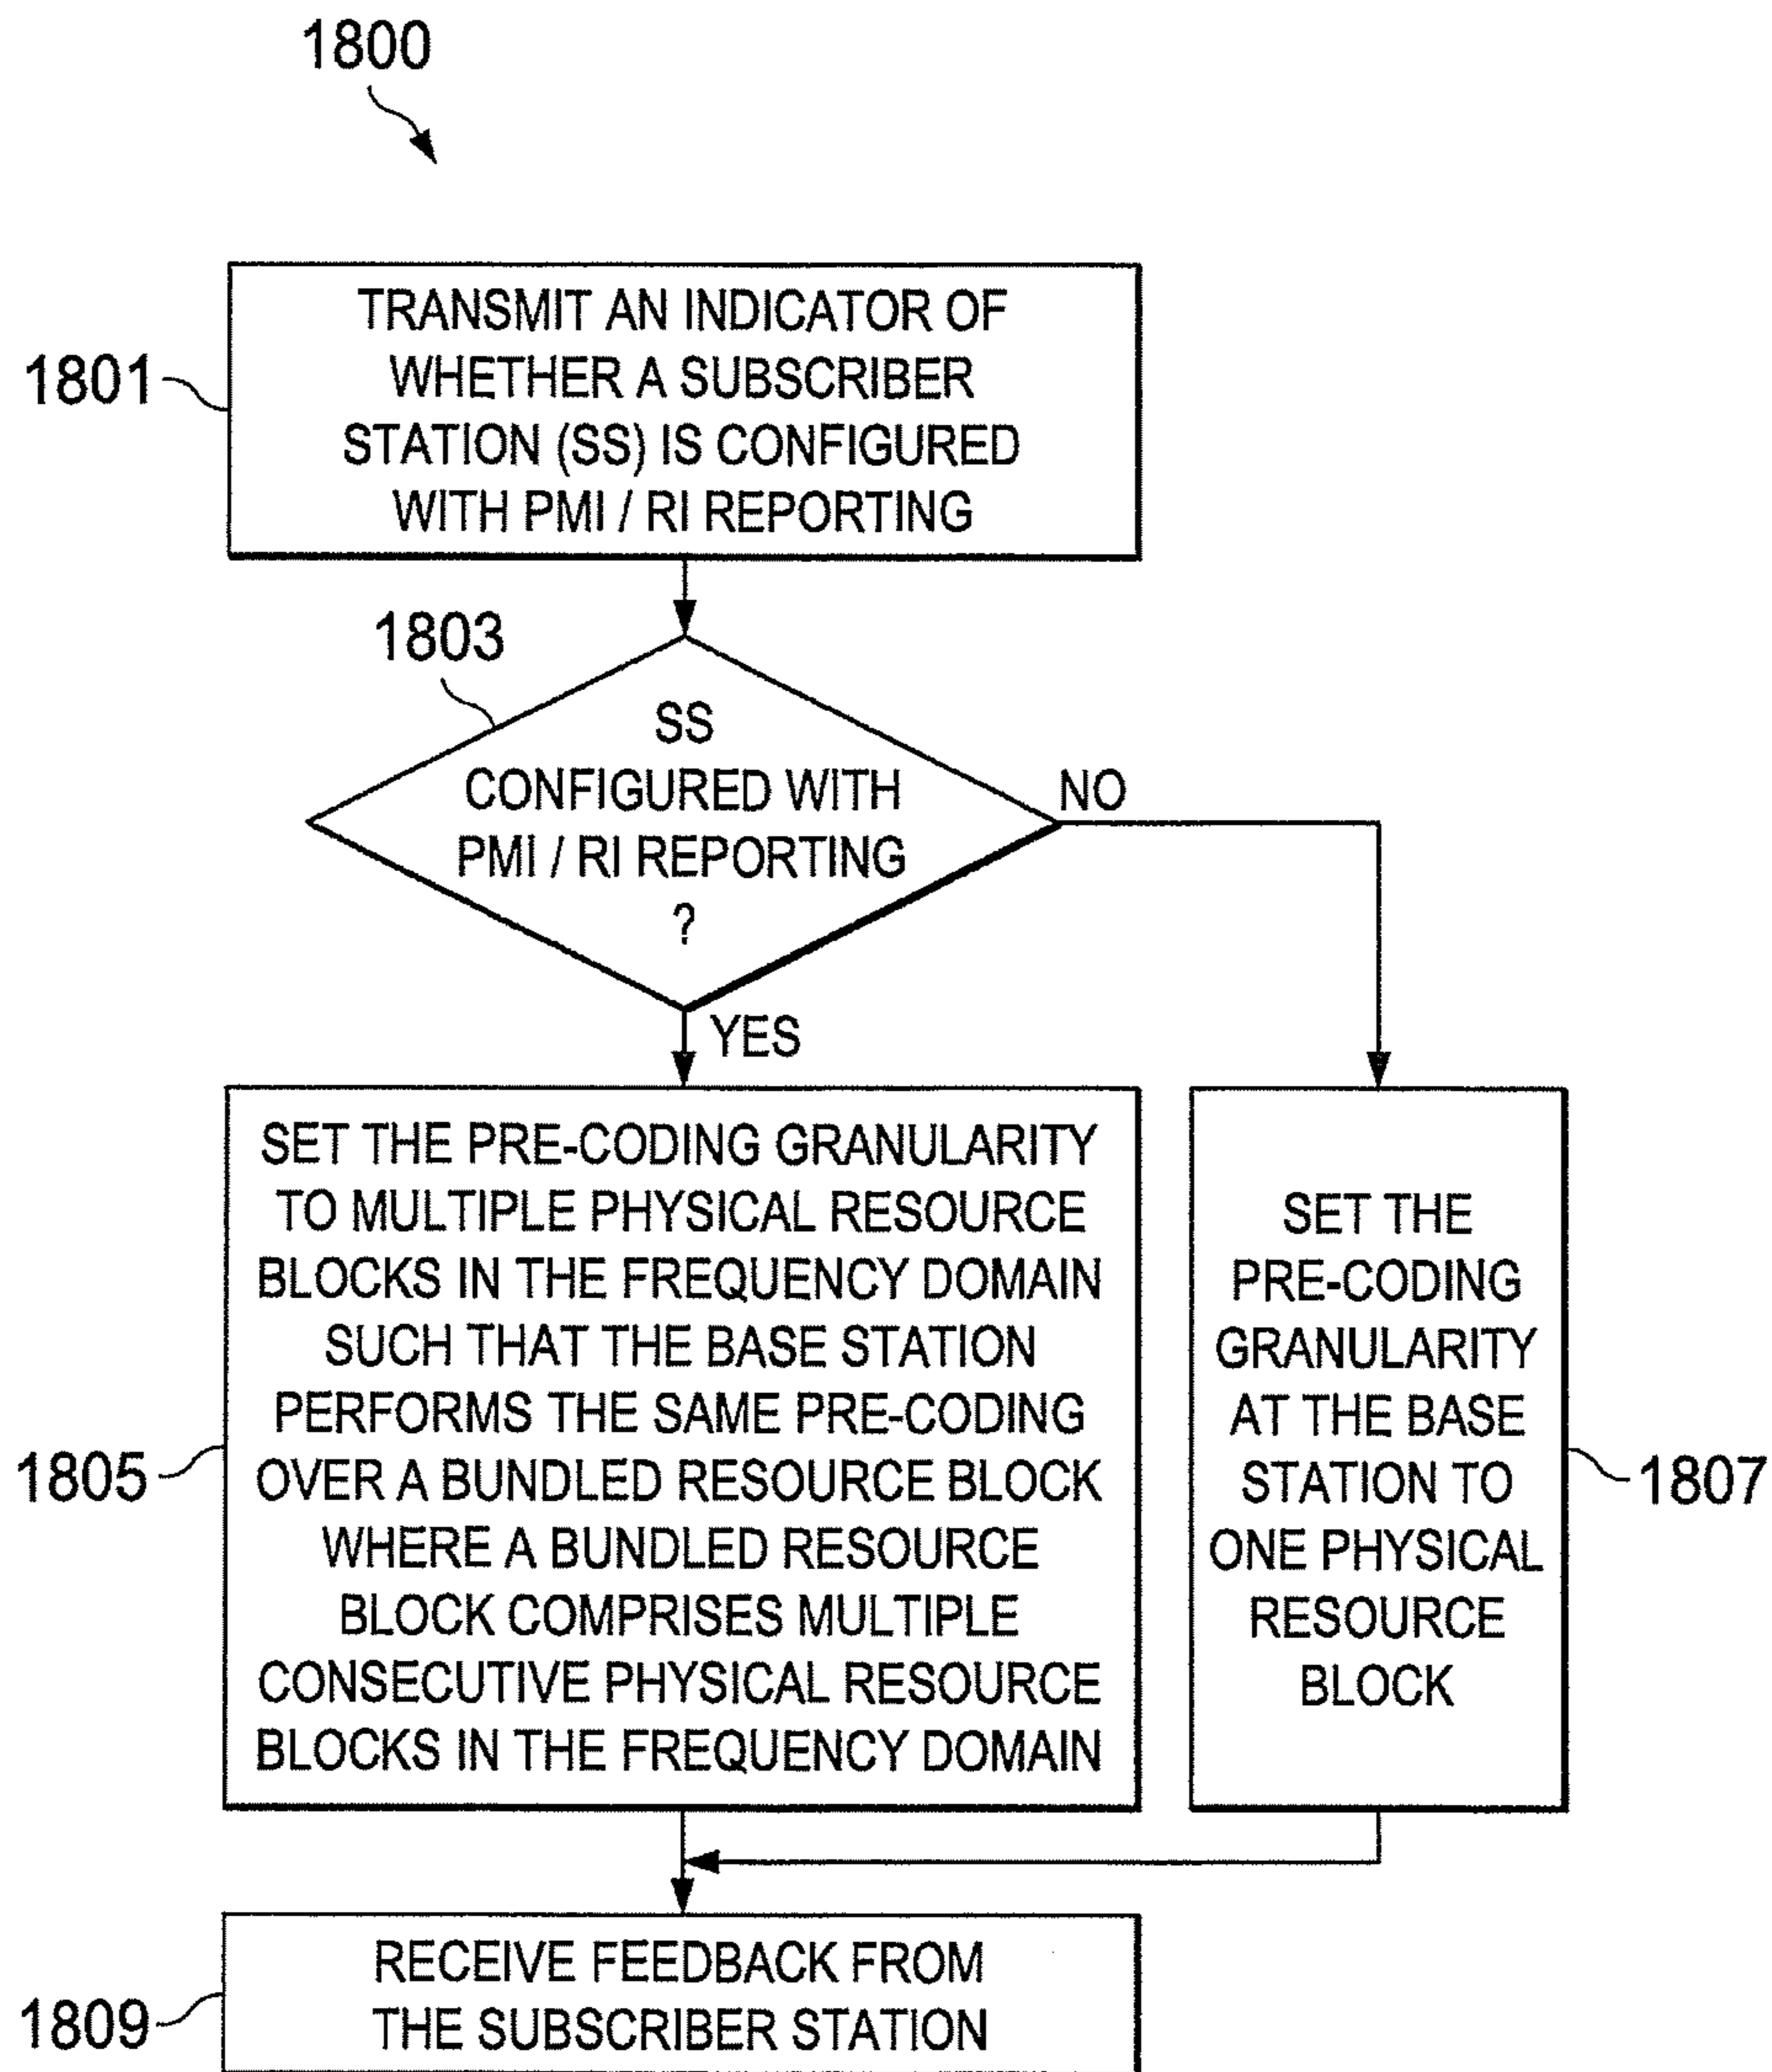 1800
1801
TRANSMIT AN INDICATOR OF
WHETHER A SUBSCRIBER
STATION (SS) IS CONFIGURED
WITH PMI / RI REPORTING
1803
SS
CONFIGURED WITH
PMI / RI REPORTING
?
NO
YES
1805
SET THE PRE-CODING GRANULARITY
TO MULTIPLE PHYSICAL RESOURCE
BLOCKS IN THE FREQUENCY DOMAIN
SUCH THAT THE BASE STATION
PERFORMS THE SAME PRE-CODING
OVER A BUNDLED RESOURCE BLOCK
WHERE A BUNDLED RESOURCE
BLOCK COMPRISES MULTIPLE
CONSECUTIVE PHYSICAL RESOURCE
BLOCKS IN THE FREQUENCY DOMAIN
SET THE
PRE-CODING
GRANULARITY
AT THE BASE
STATION TO
ONE PHYSICAL
RESOURCE
BLOCK
1807
1809
RECEIVE FEEDBACK FROM
THE SUBSCRIBER STATION